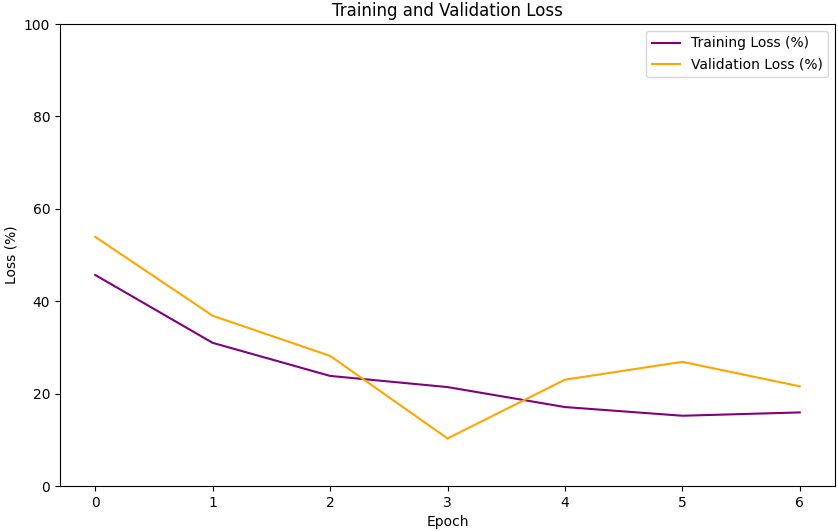 Training and Validation Loss
100
80
60
40
20
0
Loss (%)
Training Loss (%)
Validation Loss (%)
0 1 2 3 4 5 6
Epoch